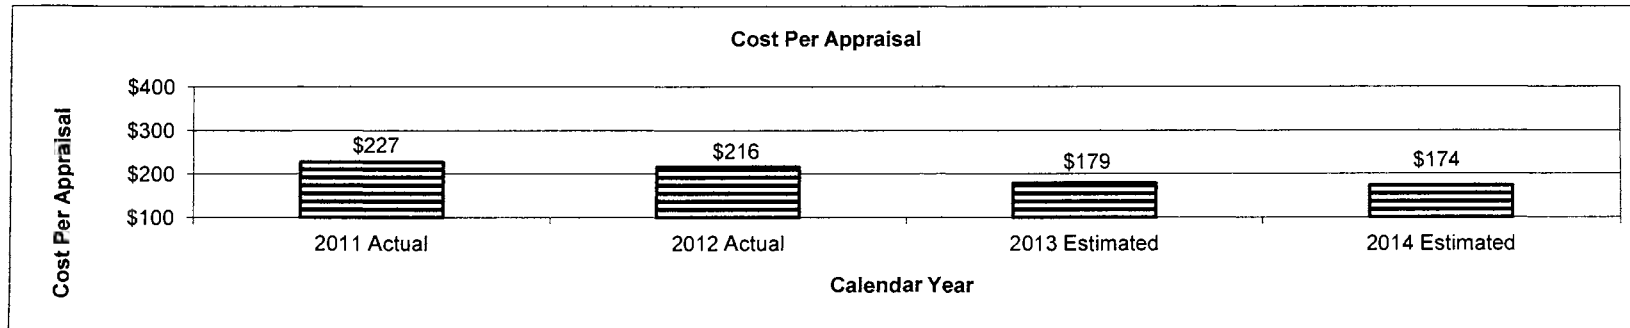 Cost Per Appraisal
Cost Per Appraisal
$400
$300
$200
$100
$227
$216
$179
$174
2011 Actual
2012 Actual
2013 Estimated
2014 Estimated
Calendar Year